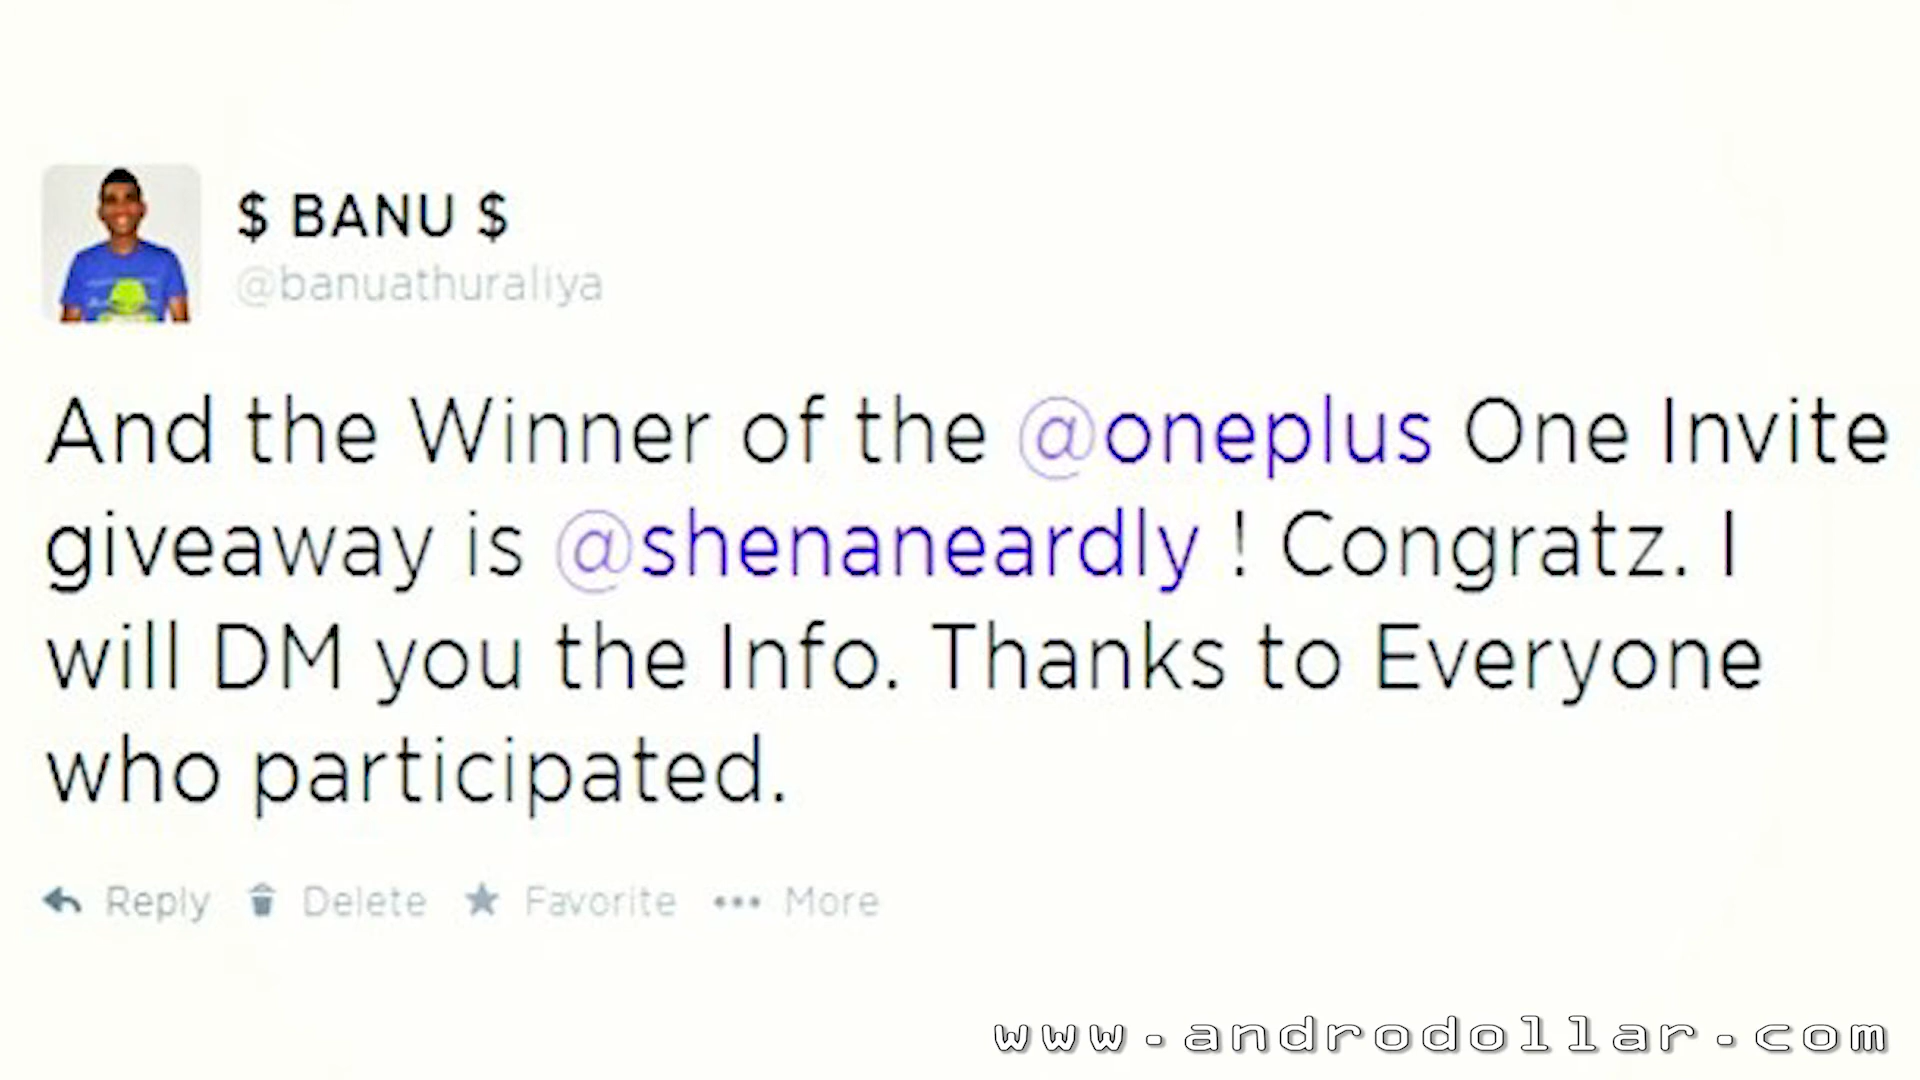 $ BANU $
@banuathuraliya
And the Winner of the @oneplus One Invite
giveaway is @shenaneardly ! Congratz. I
will DM you the Info. Thanks to Everyone
who participated.
Reply Delete Favorite ••• More
www.androdollar.com